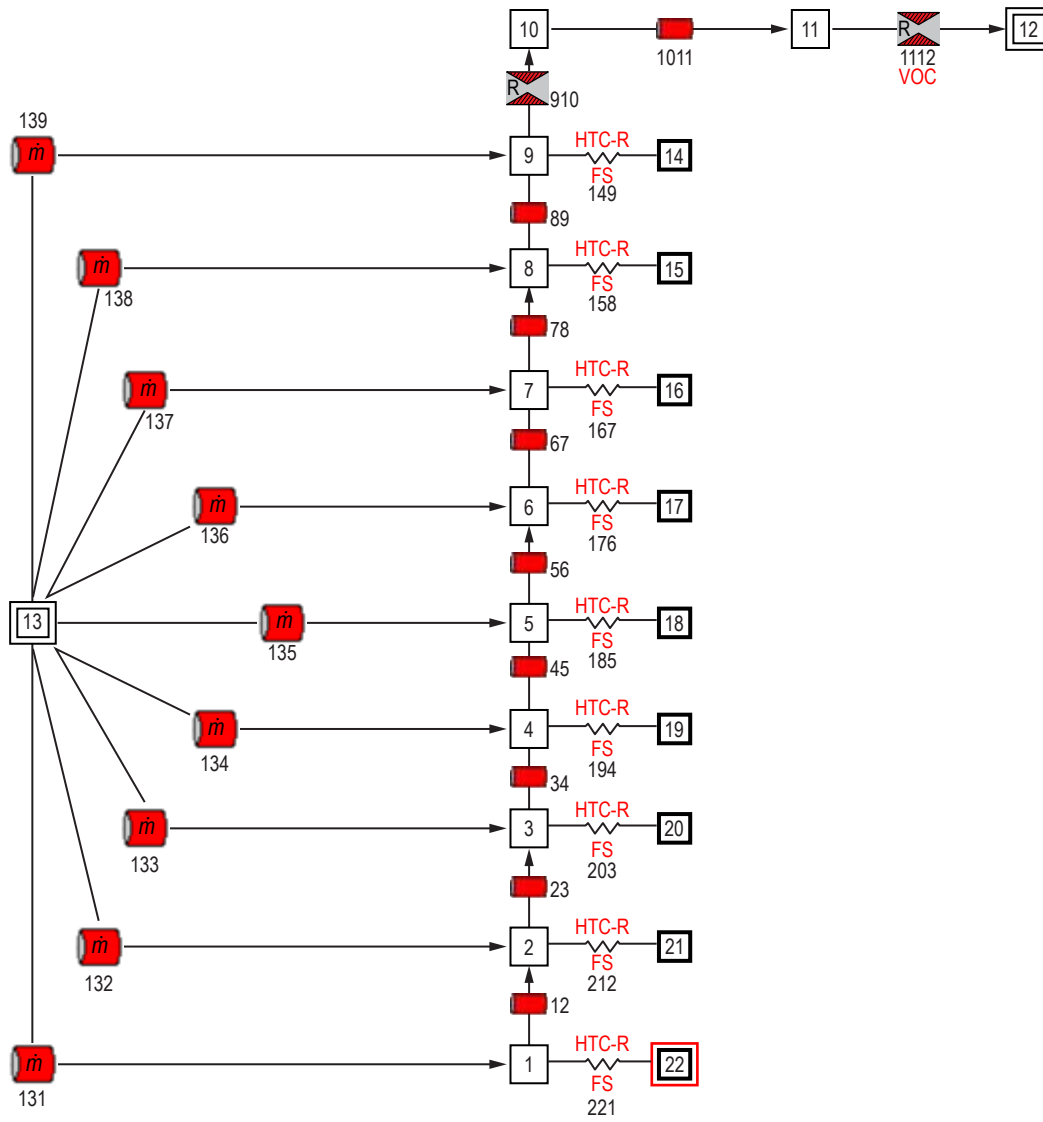 10
11
12
1011
R
1112
VOC
R
910
139
ṁ
9
HTC-R
FS
149
14
89
ṁ
138
8
HTC-R
FS
158
15
78
ṁ
137
7
HTC-R
FS
167
16
67
ṁ
136
6
HTC-R
FS
176
17
56
13
ṁ
135
5
HTC-R
FS
185
18
45
ṁ
134
4
HTC-R
FS
194
19
34
ṁ
133
3
HTC-R
FS
203
20
23
ṁ
132
2
HTC-R
FS
212
21
12
ṁ
131
1
HTC-R
FS
221
22